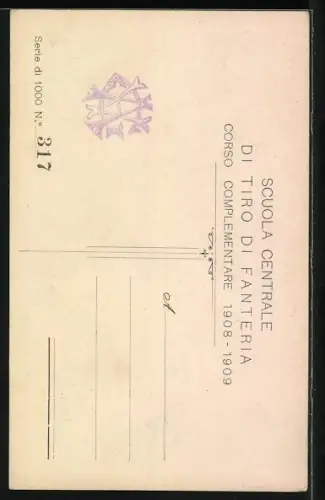 SCUOLA CENTRALE
DI TIRO DI FANTERIA
CORSO COMPLEMENTARE 1908-1909
A
Serie di 1000 N.° 317